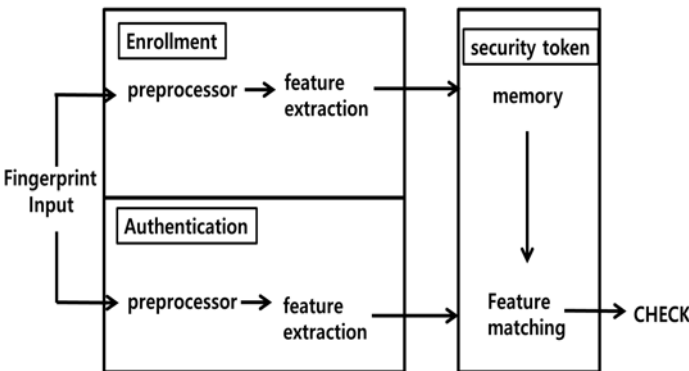 Enrollment
preprocessor
feature
extraction
security token
memory
Fingerprint
Input
Authentication
preprocessor
feature
extraction
Feature
matching
CHECK